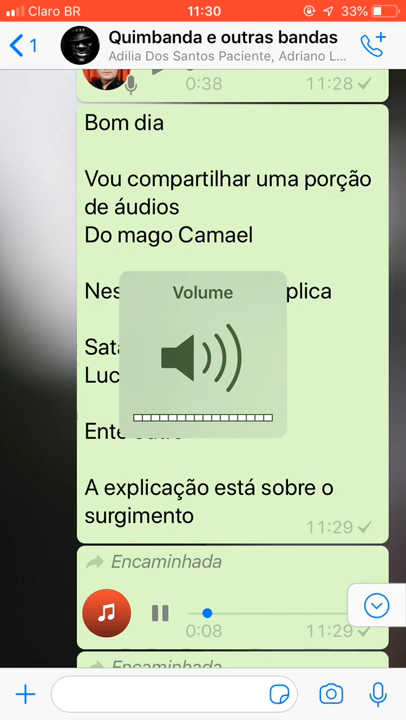 Claro BR 11:30 33%
1 Quimbanda e outras bandas
Adilia Dos Santos Paciente, Adriano L...
0:38 11:28
Bom dia
Vou compartilhar uma porção
de áudios
Do mago Camael
Nes plica
Volume
Sata
Luc
Ente
A explicação está sobre o
surgimento
11:29
Encaminhada
0:08 11:29
Encaminhada